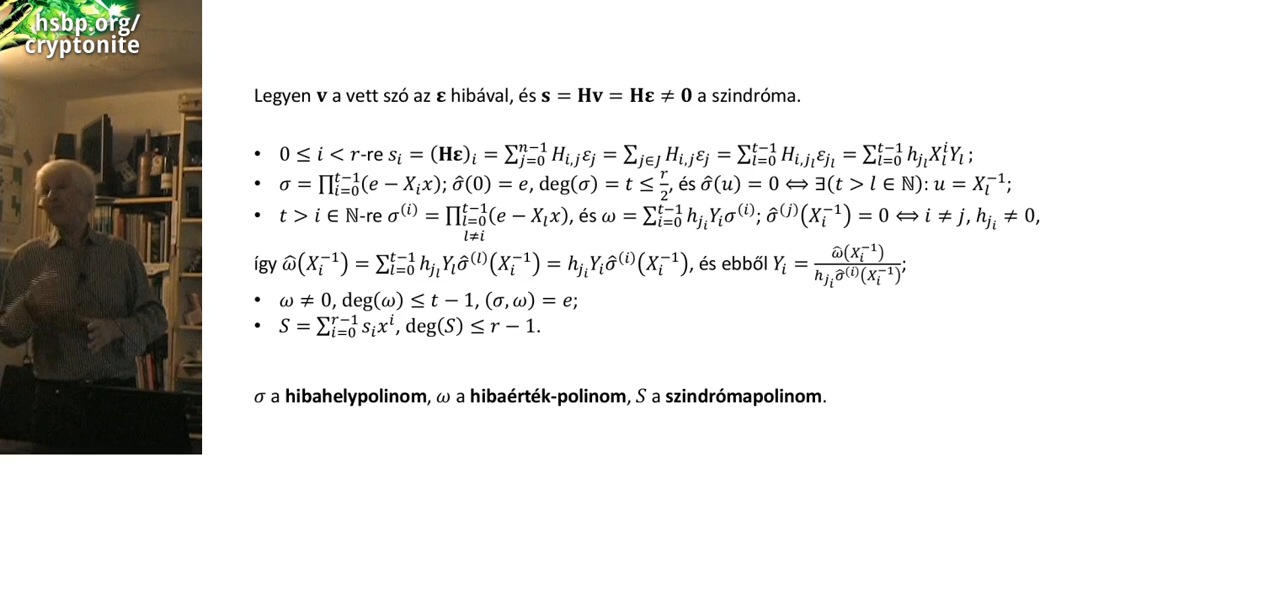 hsbp.org/
cryptonite
Legyen v a vett szó az ε hibával, és s = Hv = Hε ≠ 0 a szindróma.
• 0 ≤ i < r-re s_i = (Hε)_i = ∑_{j=0}^{n−1} H_{i,j}ε_j = ∑_{j∈J} H_{i,j}ε_j = ∑_{l=0}^{t−1} H_{i,j_l}ε_{j_l} = ∑_{l=0}^{t−1} h_{j_l}X_l^iY_l;
• σ = ∏_{i=0}^{t−1}(e − X_ix); σ̂(0) = e, deg(σ) = t ≤ r/2, és σ̂(u) = 0 ⇔ ∃(t > l ∈ ℕ): u = X_l^{−1};
• t > i ∈ ℕ-re σ^{(i)} = ∏_{l=0, l≠i}^{t−1}(e − X_lx), és ω = ∑_{i=0}^{t−1} h_{j_i}Y_iσ^{(i)}; σ̂^{(j)}(X_i^{−1}) = 0 ⇔ i ≠ j, h_{j_i} ≠ 0,
így ω̂(X_i^{−1}) = ∑_{l=0}^{t−1} h_{j_l}Y_lσ̂^{(l)}(X_i^{−1}) = h_{j_i}Y_iσ̂^{(i)}(X_i^{−1}), és ebből Y_i = ω̂(X_i^{−1})/(h_{j_i}σ̂^{(i)}(X_i^{−1}));
• ω ≠ 0, deg(ω) ≤ t − 1, (σ, ω) = e;
• S = ∑_{i=0}^{r−1} s_ix^i, deg(S) ≤ r − 1.
σ a hibahelypolinom, ω a hibaérték-polinom, S a szindrómapolinom.